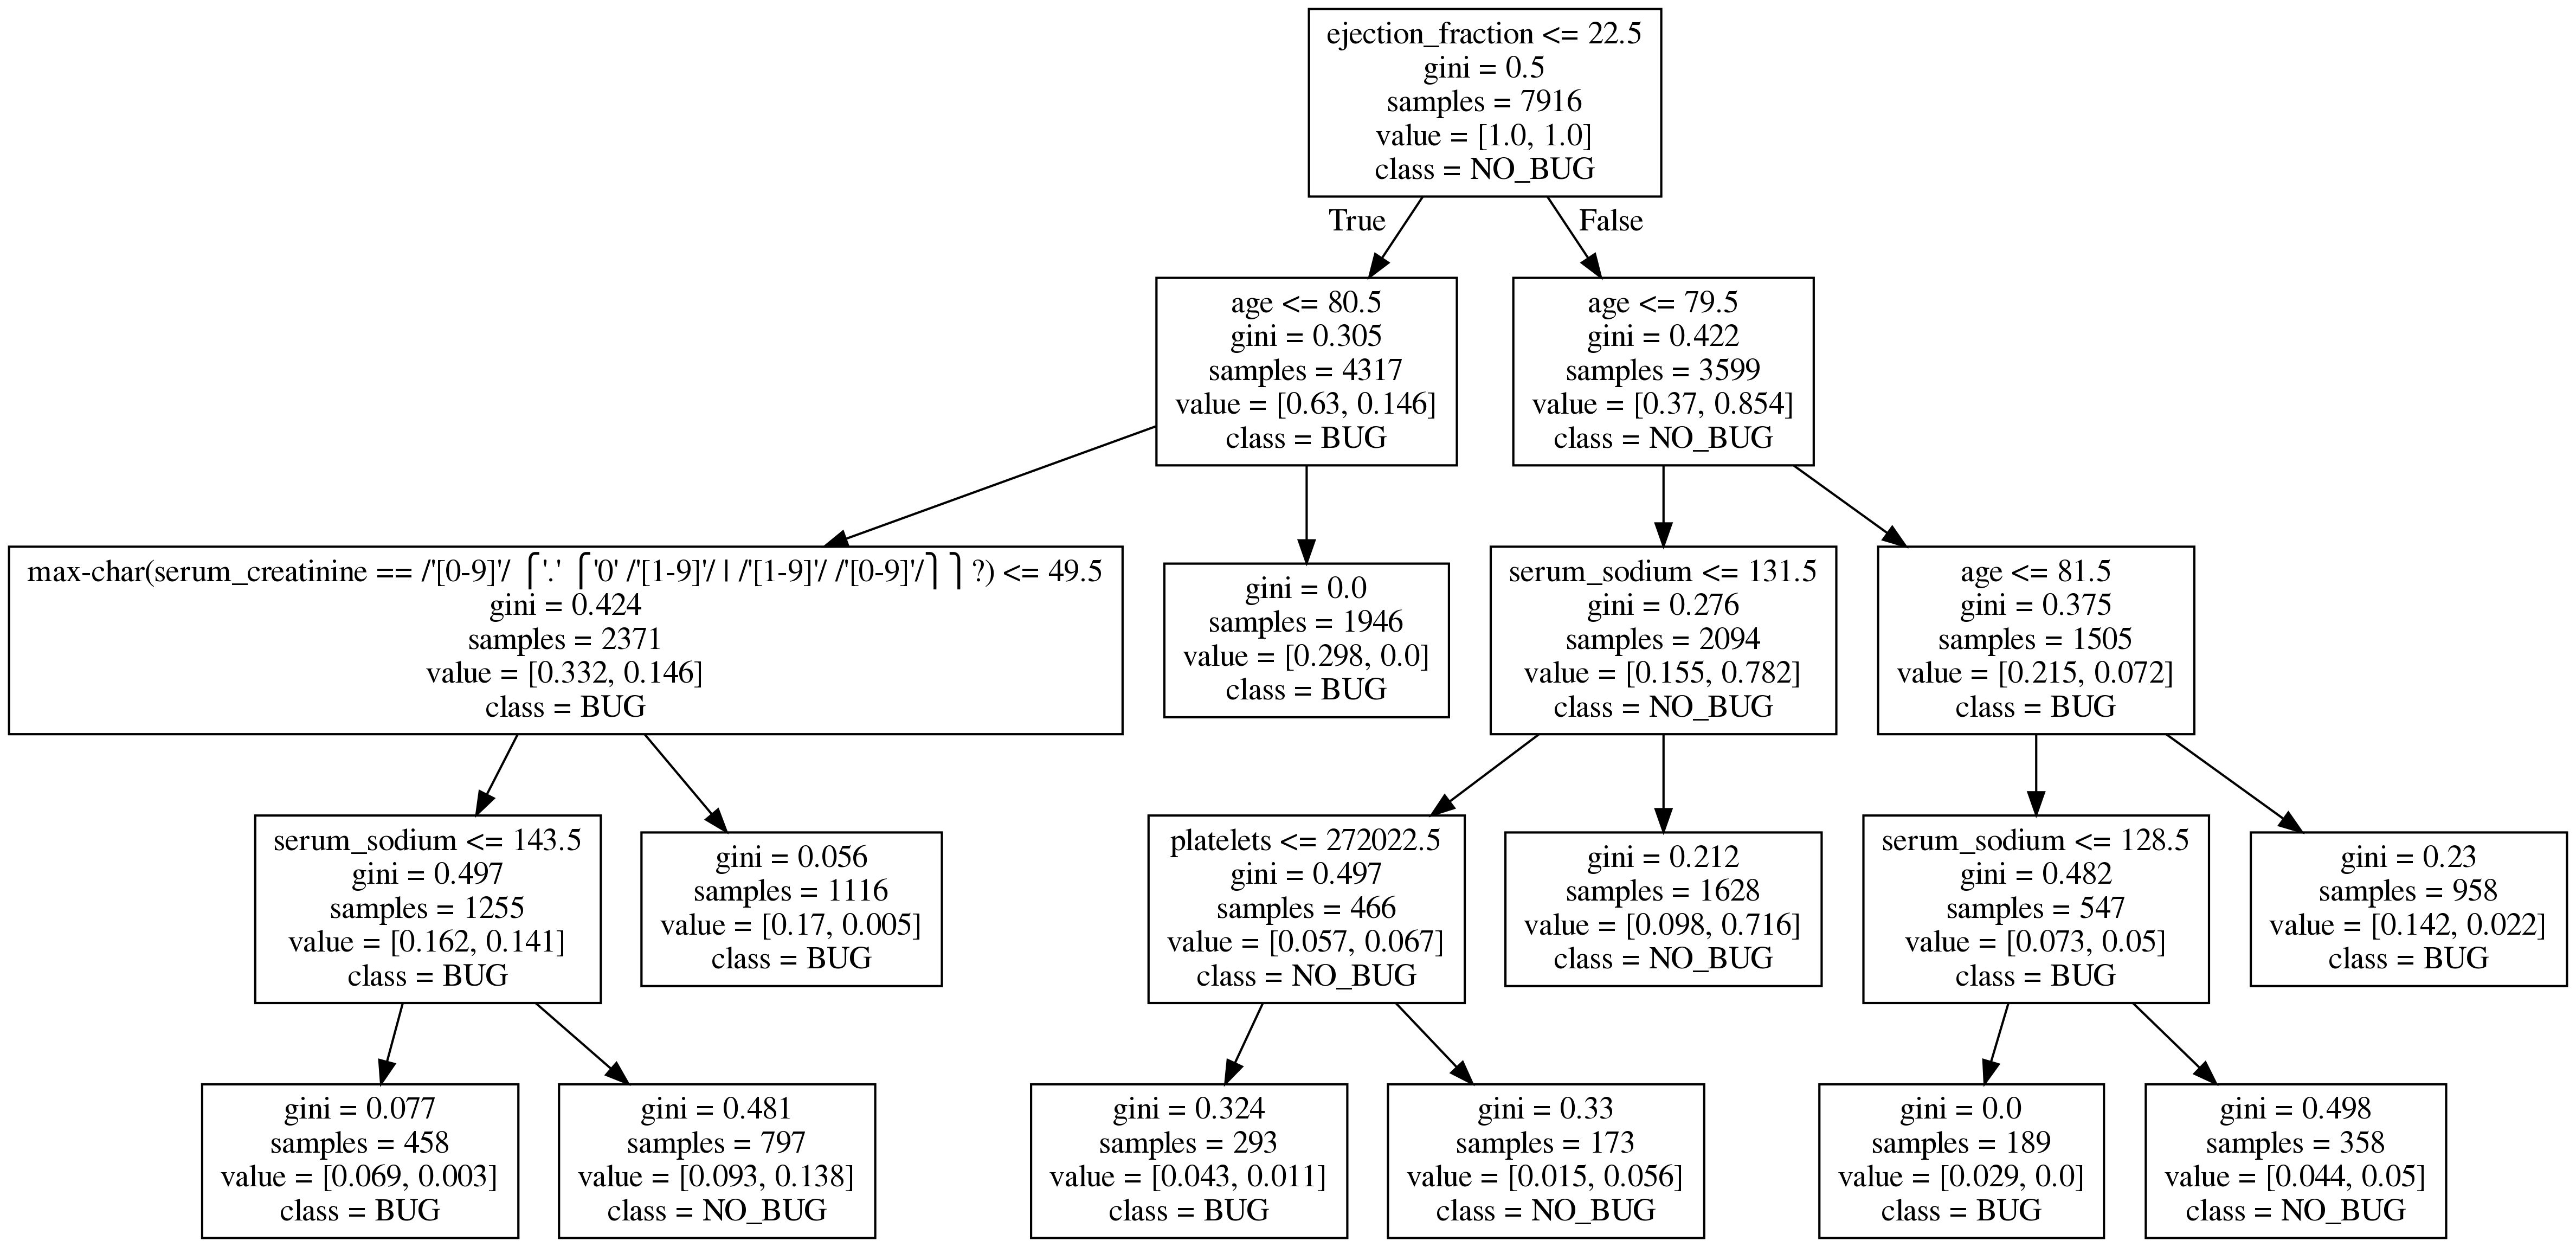 ejection_fraction <= 22.5
gini = 0.5
samples = 7916
value = [1.0, 1.0]
class = NO_BUG
True
False
age <= 80.5
gini = 0.305
samples = 4317
value = [0.63, 0.146]
class = BUG
age <= 79.5
gini = 0.422
samples = 3599
value = [0.37, 0.854]
class = NO_BUG
max-char(serum_creatinine == /'[0-9]'/ ⎧'.' ⎧'0' /'[1-9]'/ | /'[1-9]'/ /'[0-9]'/⎫ ⎫ ?) <= 49.5
gini = 0.424
samples = 2371
value = [0.332, 0.146]
class = BUG
gini = 0.0
samples = 1946
value = [0.298, 0.0]
class = BUG
serum_sodium <= 131.5
gini = 0.276
samples = 2094
value = [0.155, 0.782]
class = NO_BUG
age <= 81.5
gini = 0.375
samples = 1505
value = [0.215, 0.072]
class = BUG
serum_sodium <= 143.5
gini = 0.497
samples = 1255
value = [0.162, 0.141]
class = BUG
gini = 0.056
samples = 1116
value = [0.17, 0.005]
class = BUG
platelets <= 272022.5
gini = 0.497
samples = 466
value = [0.057, 0.067]
class = NO_BUG
gini = 0.212
samples = 1628
value = [0.098, 0.716]
class = NO_BUG
serum_sodium <= 128.5
gini = 0.482
samples = 547
value = [0.073, 0.05]
class = BUG
gini = 0.23
samples = 958
value = [0.142, 0.022]
class = BUG
gini = 0.077
samples = 458
value = [0.069, 0.003]
class = BUG
gini = 0.481
samples = 797
value = [0.093, 0.138]
class = NO_BUG
gini = 0.324
samples = 293
value = [0.043, 0.011]
class = BUG
gini = 0.33
samples = 173
value = [0.015, 0.056]
class = NO_BUG
gini = 0.0
samples = 189
value = [0.029, 0.0]
class = BUG
gini = 0.498
samples = 358
value = [0.044, 0.05]
class = NO_BUG